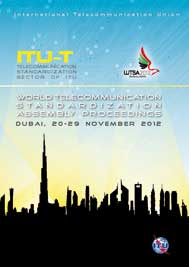 International Telecommunication Union
ITU-T
TELECOMMUNICATION
STANDARDIZATION
SECTOR OF ITU
WTSA2012
WORLD TELECOMMUNICATION
STANDARDIZATION
ASSEMBLY PROCEEDINGS
DUBAI, 20-29 NOVEMBER 2012